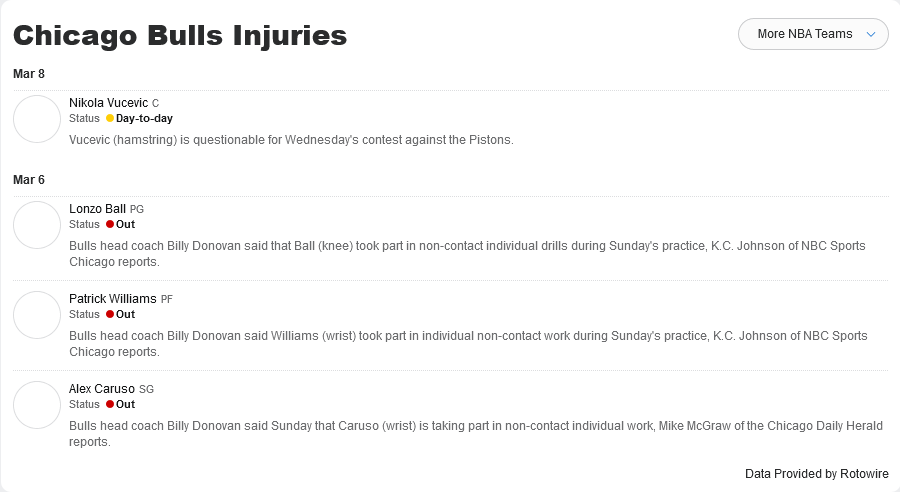 Chicago Bulls Injuries
More NBA Teams
Mar 8
Nikola Vucevic C
Status Day-to-day
Vucevic (hamstring) is questionable for Wednesday's contest against the Pistons.
Mar 6
Lonzo Ball PG
Status Out
Bulls head coach Billy Donovan said that Ball (knee) took part in non-contact individual drills during Sunday's practice, K.C. Johnson of NBC Sports
Chicago reports.
Patrick Williams PF
Status Out
Bulls head coach Billy Donovan said Williams (wrist) took part in individual non-contact work during Sunday's practice, K.C. Johnson of NBC Sports
Chicago reports.
Alex Caruso SG
Status Out
Bulls head coach Billy Donovan said Sunday that Caruso (wrist) is taking part in non-contact individual work, Mike McGraw of the Chicago Daily Herald
reports.
Data Provided by Rotowire